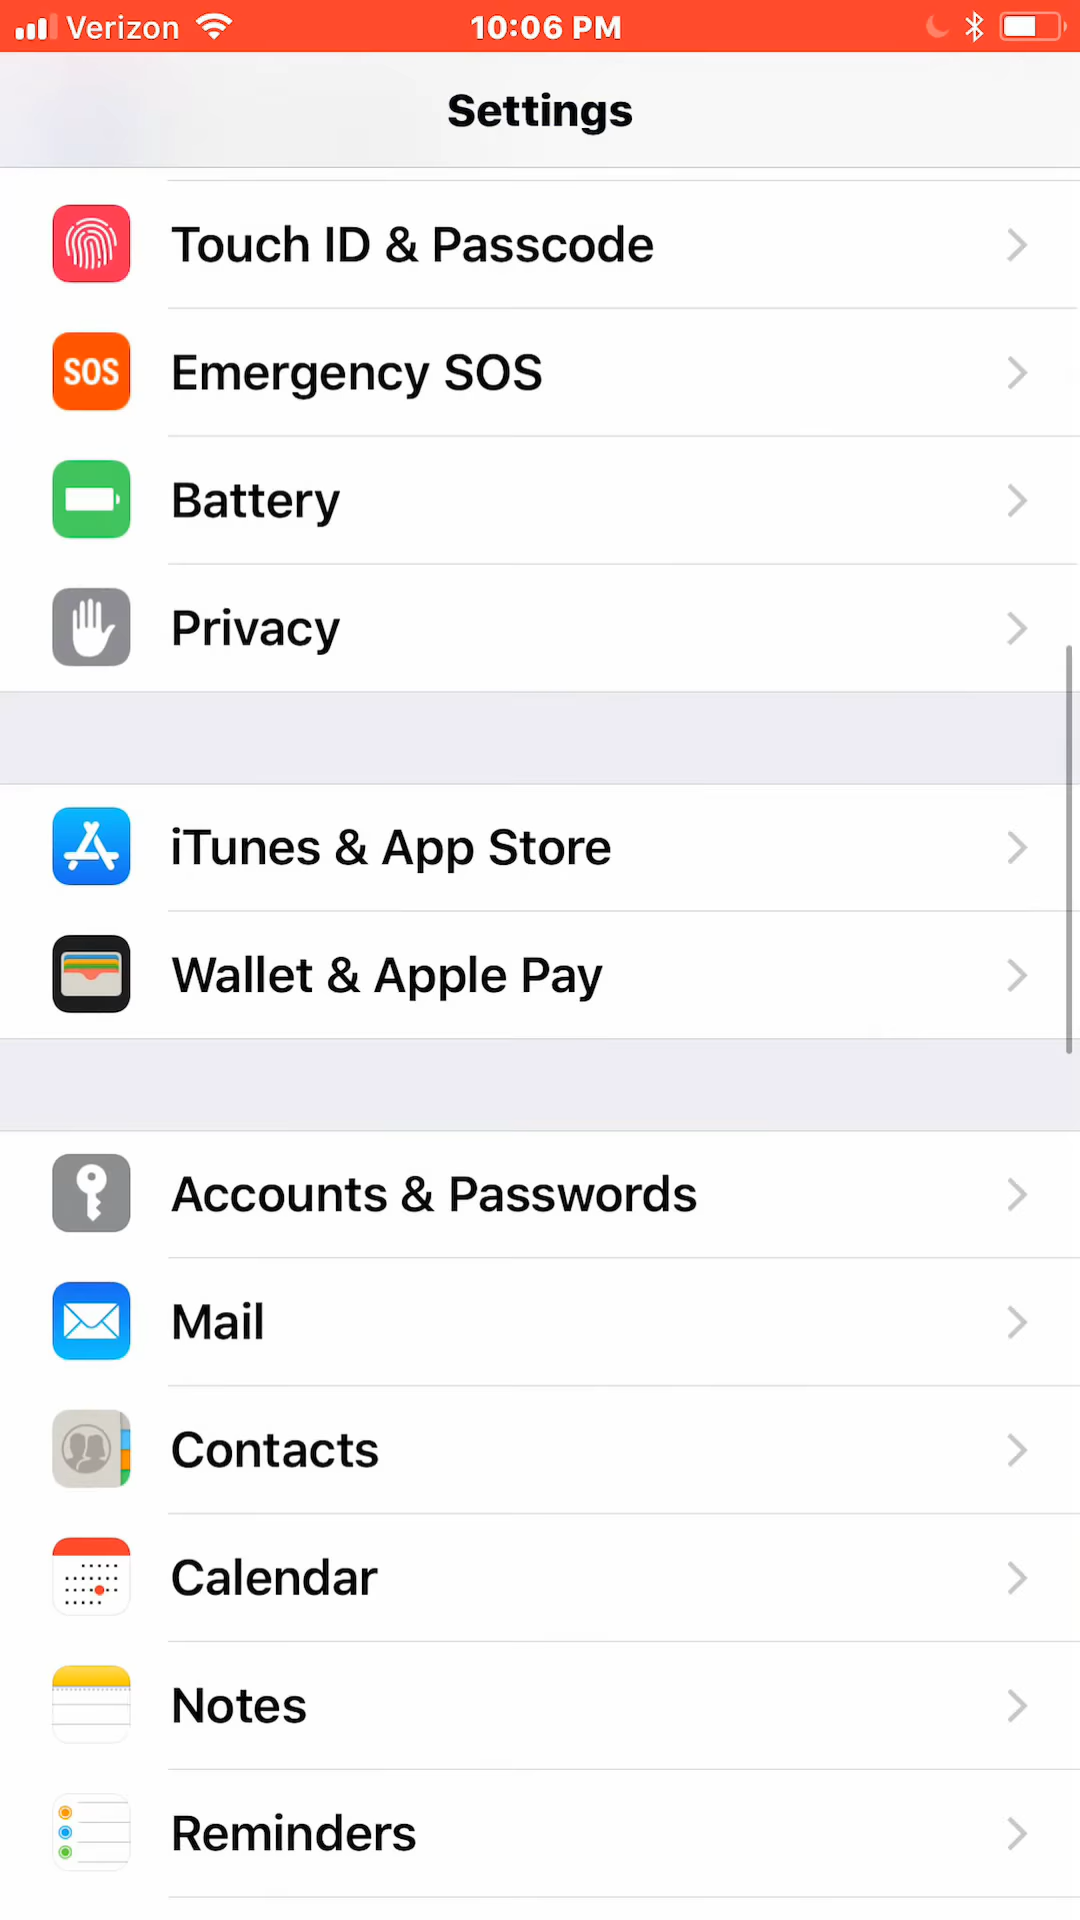 Verizon 10:06 PM
Settings
Touch ID & Passcode
SOS Emergency SOS
Battery
Privacy
iTunes & App Store
Wallet & Apple Pay
Accounts & Passwords
Mail
Contacts
Calendar
Notes
Reminders